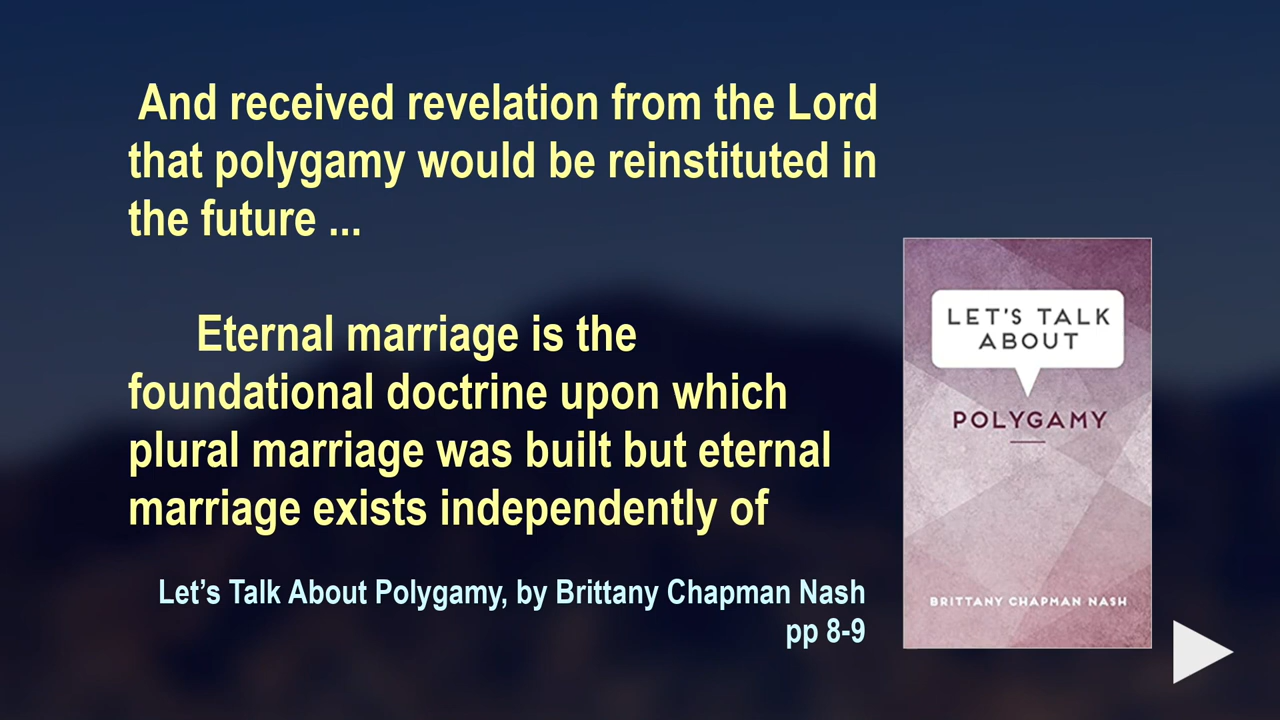 And received revelation from the Lord
that polygamy would be reinstituted in
the future ...
Eternal marriage is the
foundational doctrine upon which
plural marriage was built but eternal
marriage exists independently of
Let’s Talk About Polygamy, by Brittany Chapman Nash
pp 8-9
LET'S TALK
ABOUT
POLYGAMY
BRITTANY CHAPMAN NASH